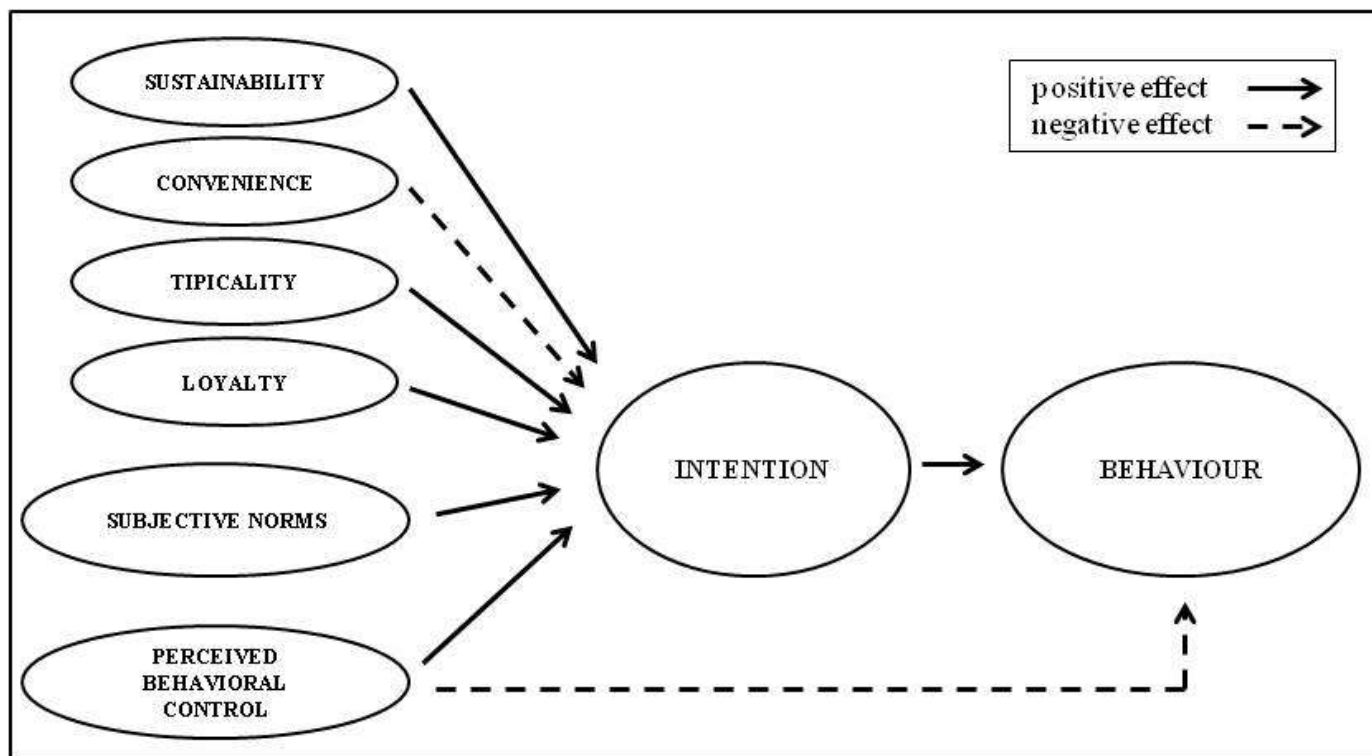 SUSTAINABILITY
CONVENIENCE
TIPICALITY
LOYALTY
SUBJECTIVE NORMS
PERCEIVED
BEHAVIORAL
CONTROL
INTENTION
BEHAVIOUR
positive effect
negative effect